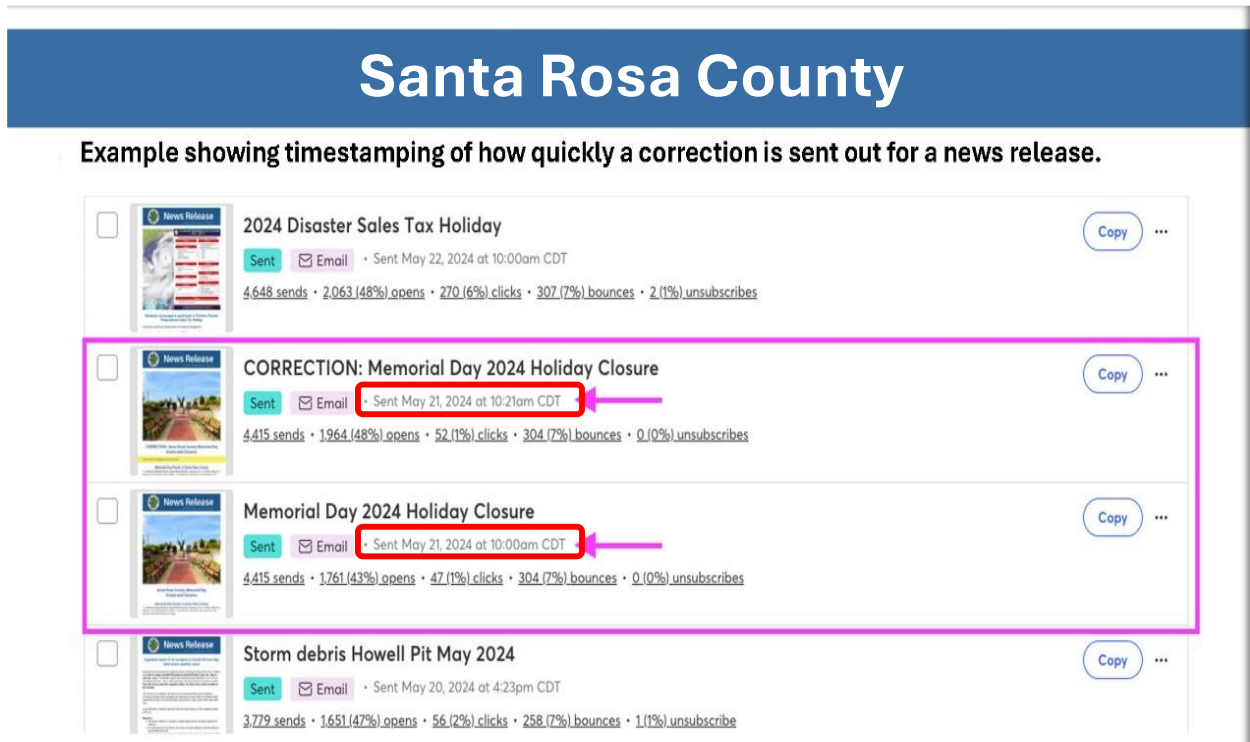 Santa Rosa County
Example showing timestamping of how quickly a correction is sent out for a news release.
News Release
2024 Disaster Sales Tax Holiday
Copy ...
Sent Email • Sent May 22, 2024 at 10:00am CDT
4,648 sends • 2,063 (48%) opens • 270 (6%) clicks • 307 (7%) bounces • 2 (1%) unsubscribes
News Release
CORRECTION: Memorial Day 2024 Holiday Closure
Copy ...
Sent Email • Sent May 21, 2024 at 10:21am CDT
4,415 sends • 1,964 (48%) opens • 52 (1%) clicks • 304 (7%) bounces • 0 (0%) unsubscribes
News Release
Memorial Day 2024 Holiday Closure
Copy ...
Sent Email • Sent May 21, 2024 at 10:00am CDT
4,415 sends • 1,761 (43%) opens • 47 (1%) clicks • 304 (7%) bounces • 0 (0%) unsubscribes
News Release
Storm debris Howell Pit May 2024
Copy ...
Sent Email • Sent May 20, 2024 at 4:23pm CDT
3,779 sends • 1,651 (47%) opens • 56 (2%) clicks • 258 (7%) bounces • 1 (1%) unsubscribe